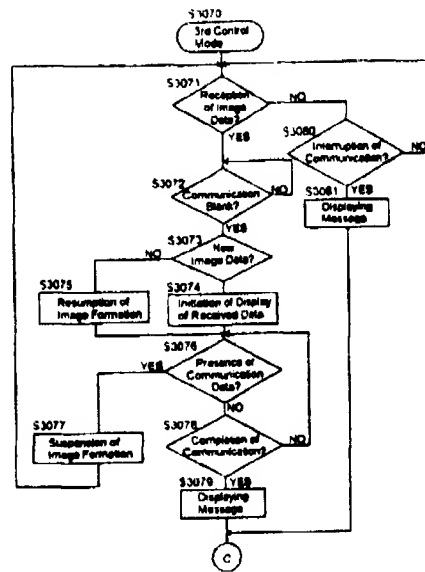 S3070
3rd Control
Mode
S3071
Reception
of Image
Data?
NO
YES
S3080
Interruption of
Communication?
NO
YES
S3081
Displaying
Message
S3072
Communication
Blank?
NO
YES
S3073
New
Image Data?
NO
S3075
Resumption of
Image Formation
S3074
Initiation of Display
of Received Data
S3076
Presence of
Communication
Data?
YES
NO
S3077
Suspension of
Image Formation
S3078
Completion of
Communication?
NO
YES
S3079
Displaying
Message
C